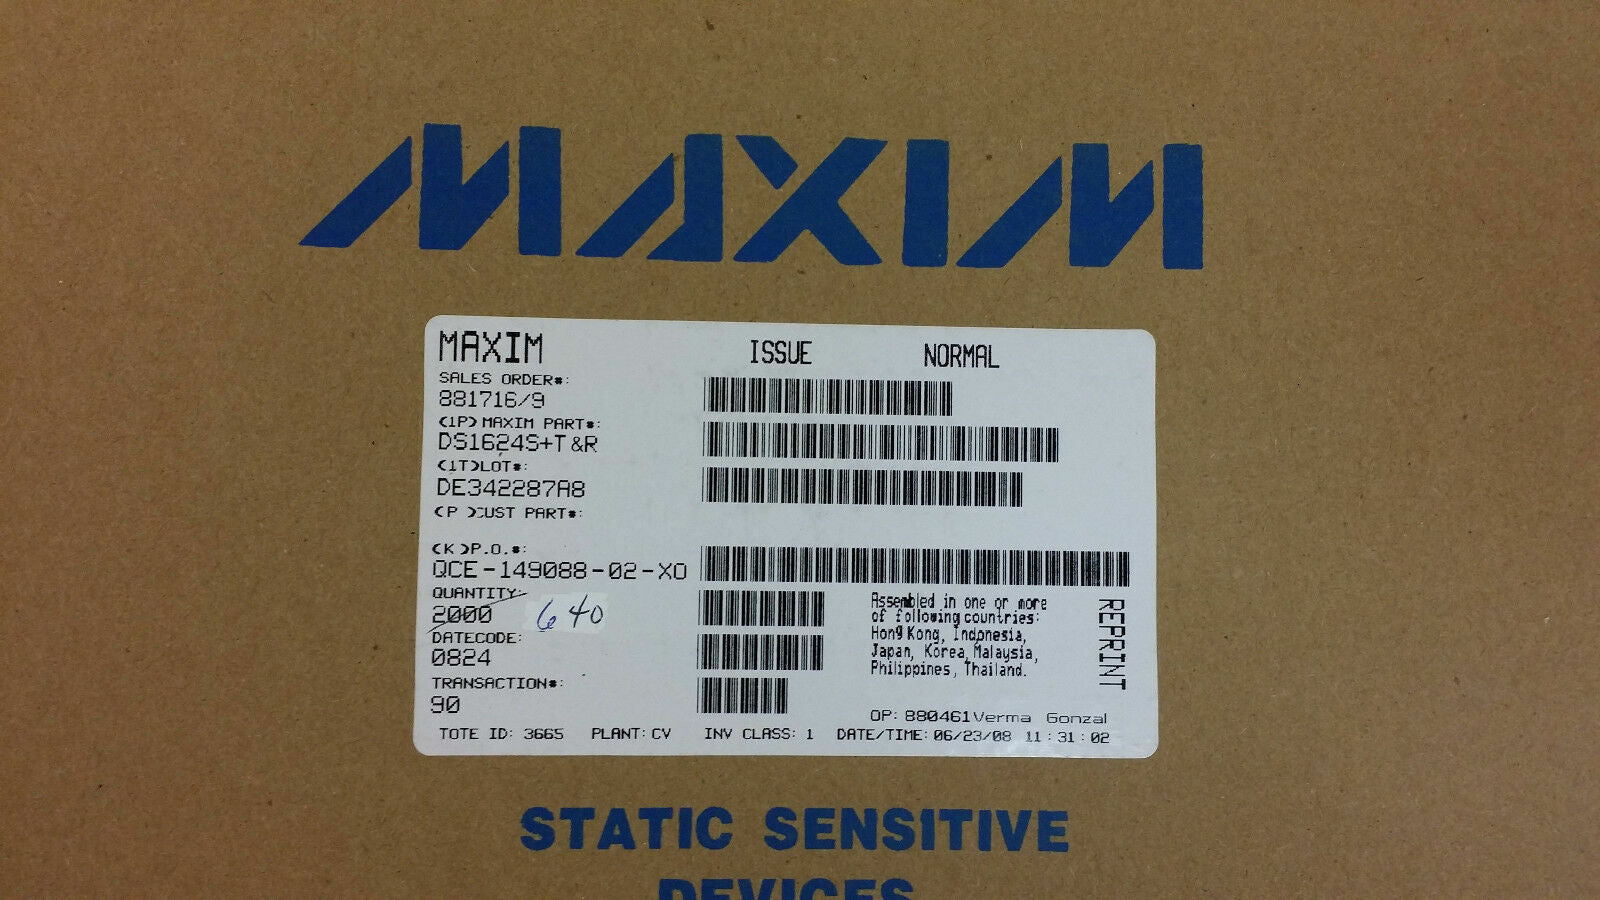 MAXIM
MAXIM ISSUE NORMAL
SALES ORDER#:
881716/9
(1P) MAXIM PART#:
DS1624S+T&R
(1T)LOT#:
DE342287A8
(P )CUST PART#:
(K )P.O.#:
QCE-149088-02-XO
QUANTITY:
2000 640
DATECODE:
0824
TRANSACTION#:
90
Assembled in one or more
of following countries:
Hong Kong, Indonesia,
Japan, Korea, Malaysia,
Philippines, Thailand.
REPRINT
OP: 880461Verma Gonzal
TOTE ID: 3665 PLANT: CV INV CLASS: 1 DATE/TIME: 06/23/08 11:31:02
STATIC SENSITIVE
DEVICES